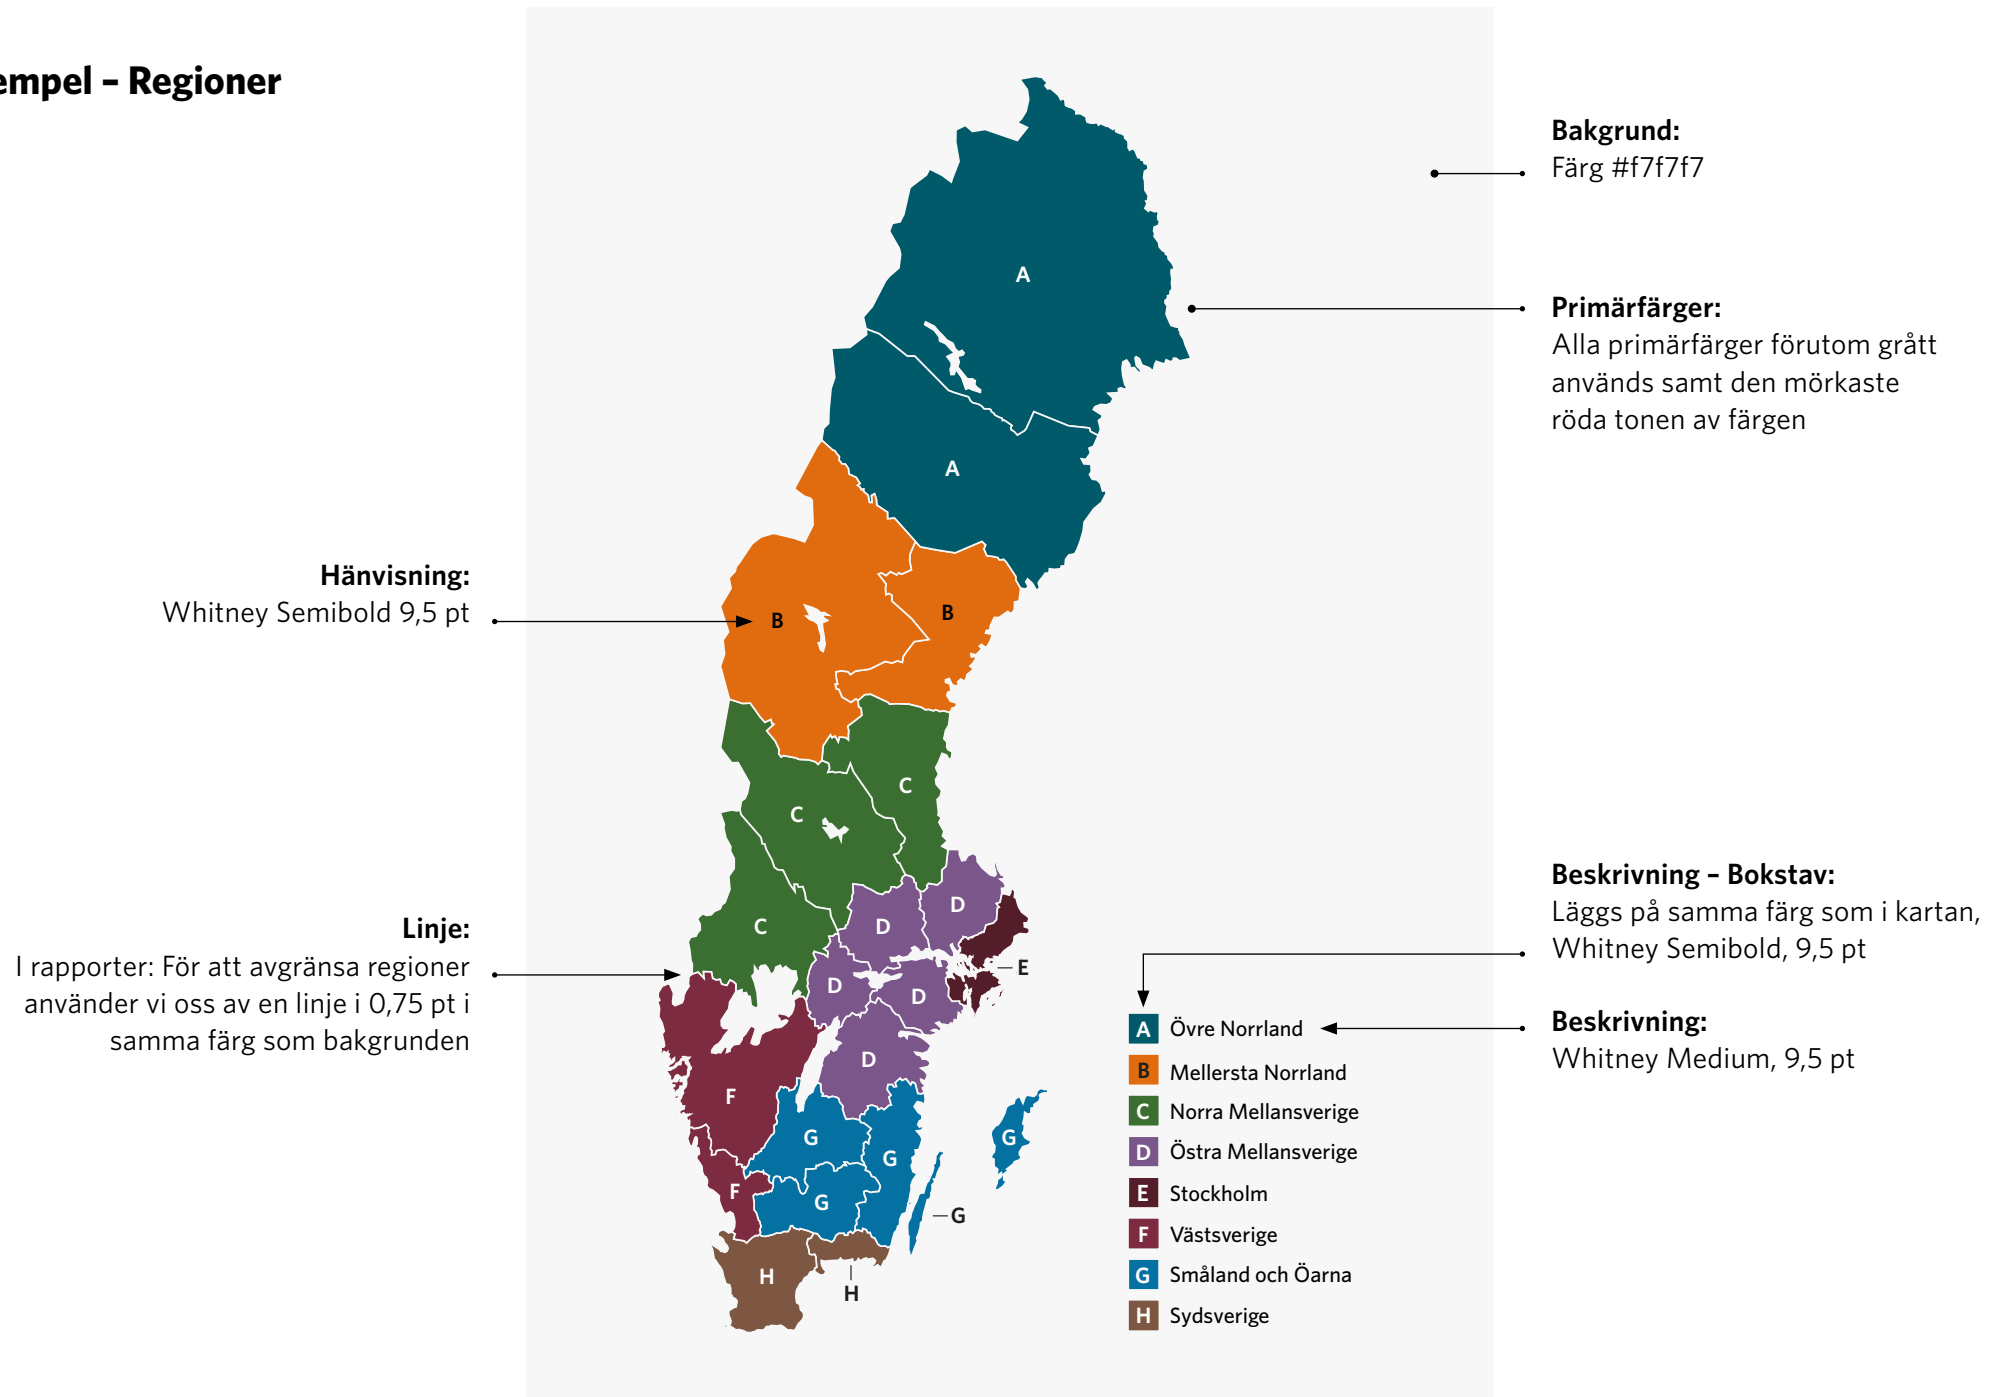 empel – Regioner
Bakgrund:
Färg #f7f7f7
Primärfärger:
Alla primärfärger förutom grått
används samt den mörkaste
röda tonen av färgen
Hänvisning:
Whitney Semibold 9,5 pt
Linje:
I rapporter: För att avgränsa regioner
använder vi oss av en linje i 0,75 pt i
samma färg som bakgrunden
Beskrivning – Bokstav:
Läggs på samma färg som i kartan,
Whitney Semibold, 9,5 pt
Beskrivning:
Whitney Medium, 9,5 pt
A
A
B
B
C
C
C
D
D
D
D
D
E
F
F
G
G
G
G
G
H
H
A Övre Norrland
B Mellersta Norrland
C Norra Mellansverige
D Östra Mellansverige
E Stockholm
F Västsverige
G Småland och Öarna
H Sydsverige